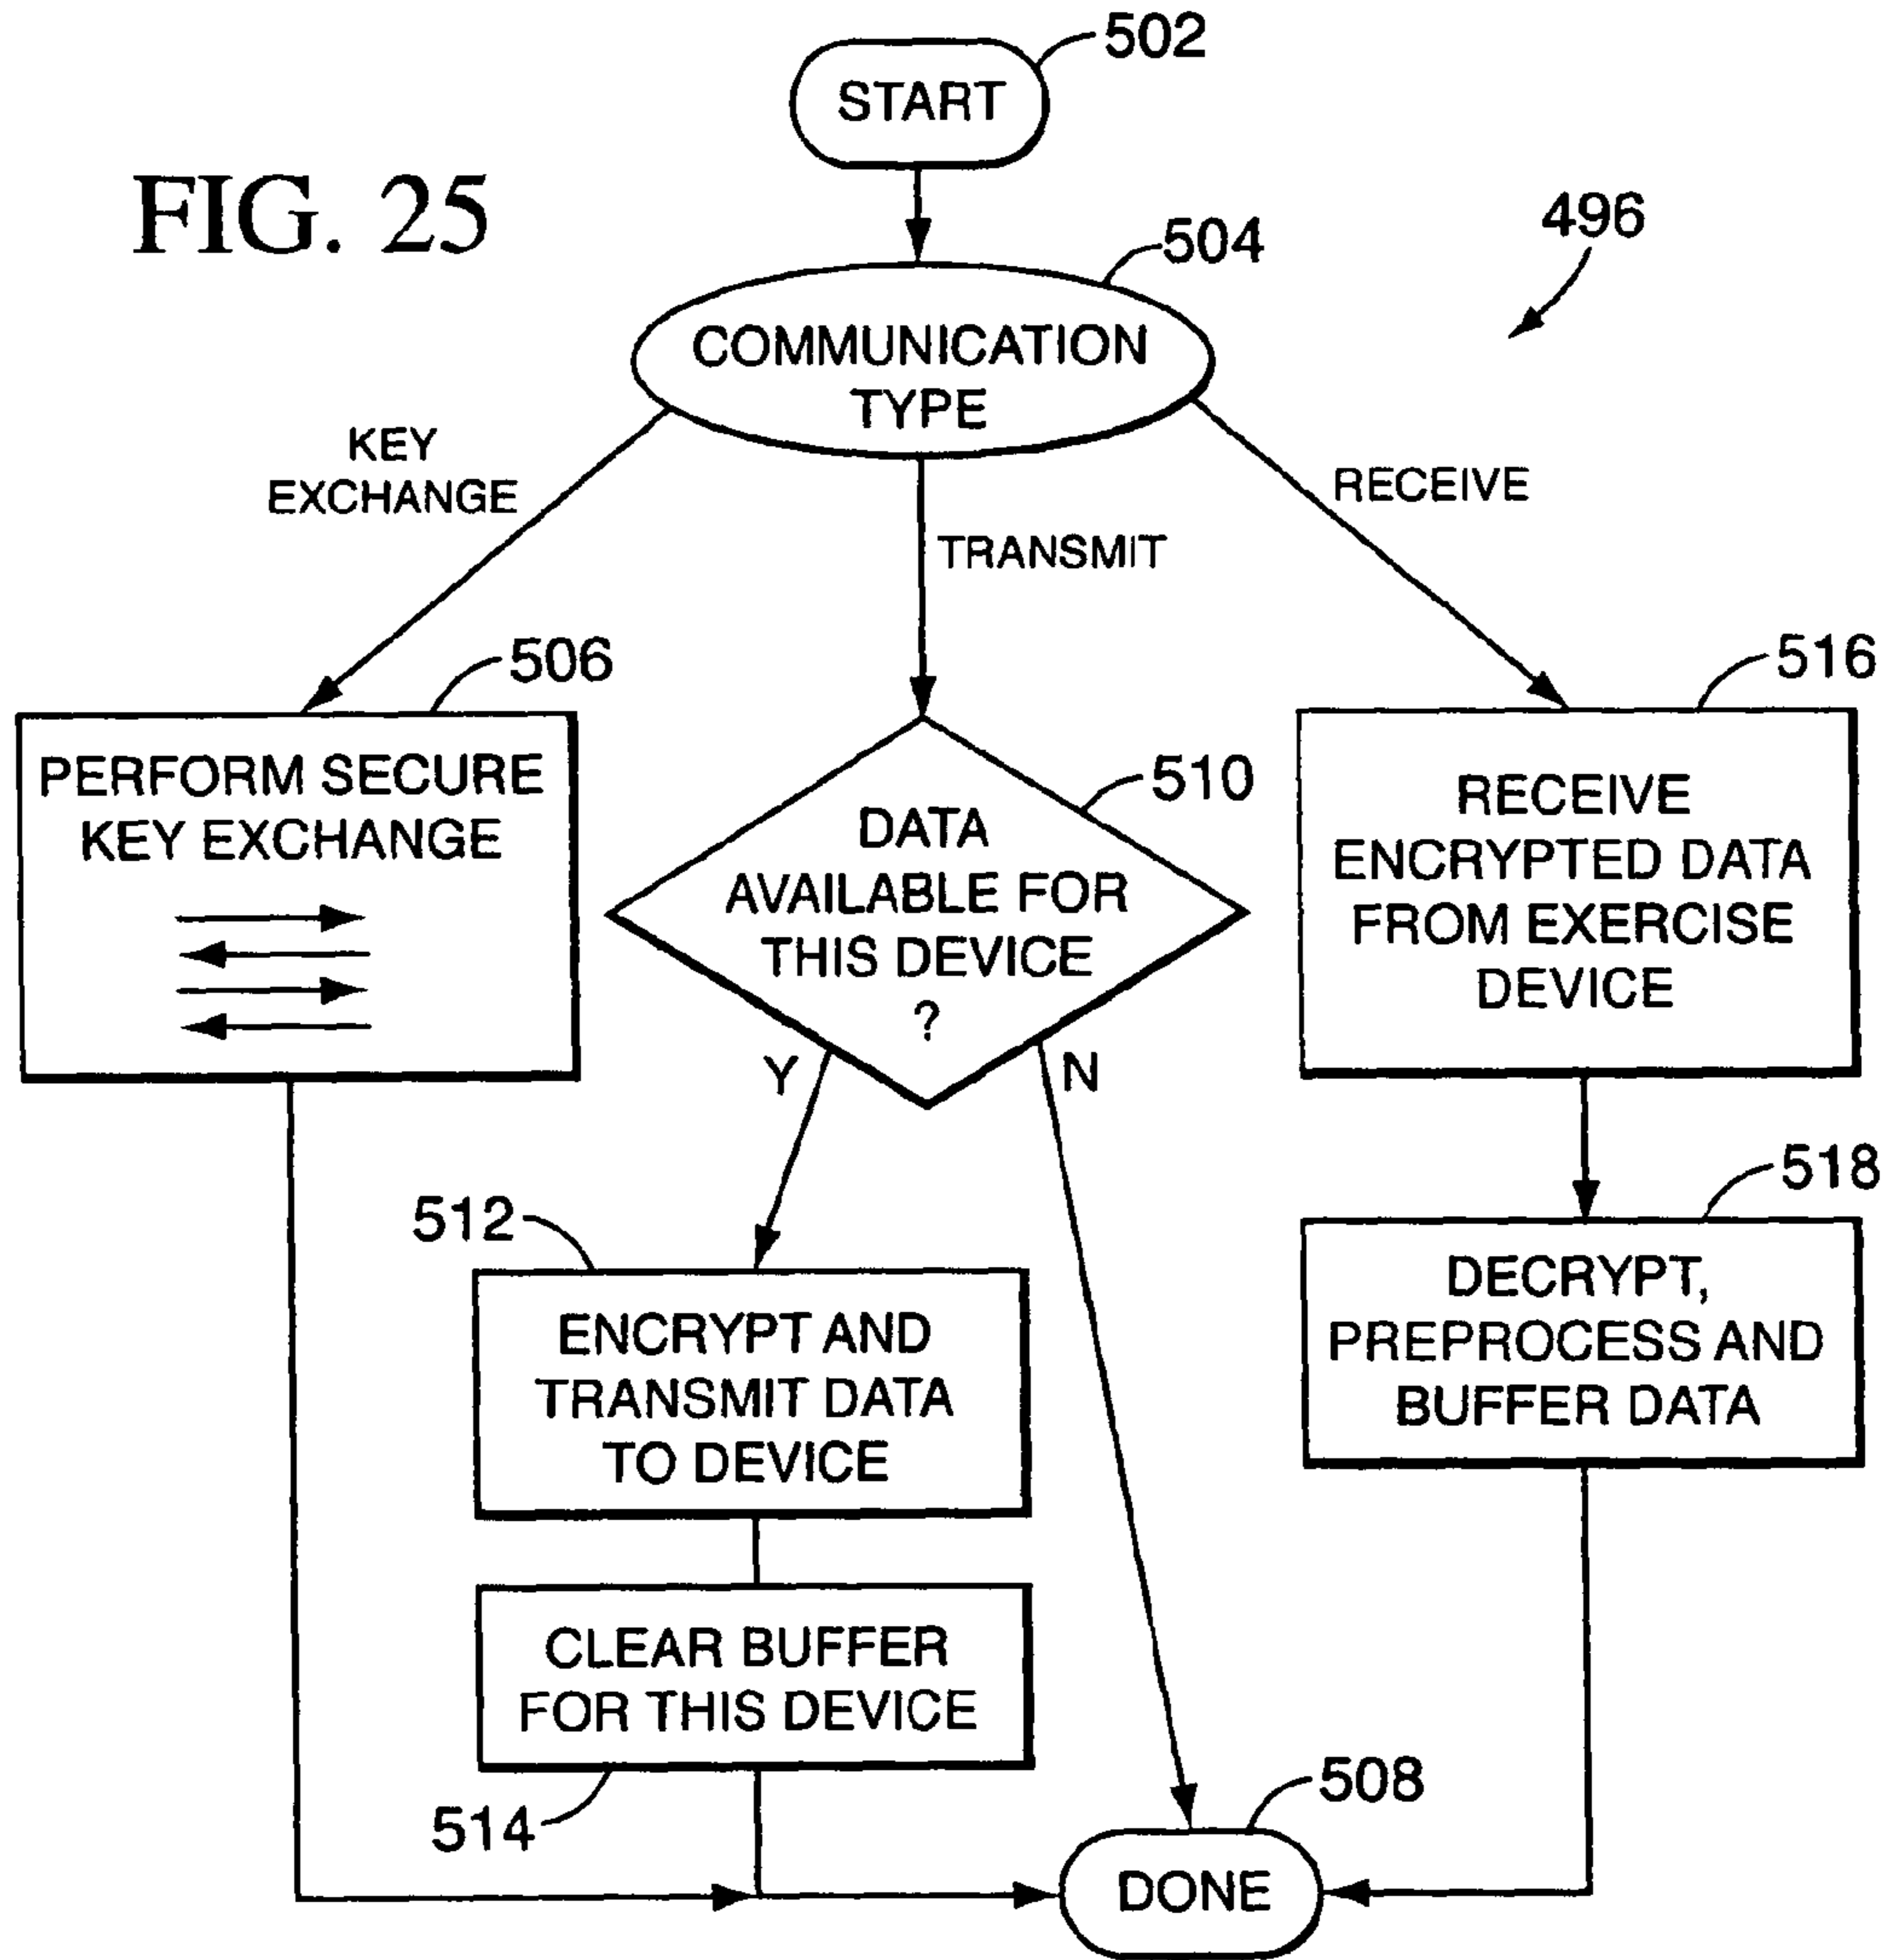 502
START
FIG. 25
496
504
COMMUNICATION
TYPE
KEY
EXCHANGE
RECEIVE
TRANSMIT
506
516
PERFORM SECURE
KEY EXCHANGE
510
DATA
AVAILABLE FOR
THIS DEVICE
?
RECEIVE
ENCRYPTED DATA
FROM EXERCISE
DEVICE
Y
N
512
518
ENCRYPT AND
TRANSMIT DATA
TO DEVICE
DECRYPT,
PREPROCESS AND
BUFFER DATA
CLEAR BUFFER
FOR THIS DEVICE
514
508
DONE